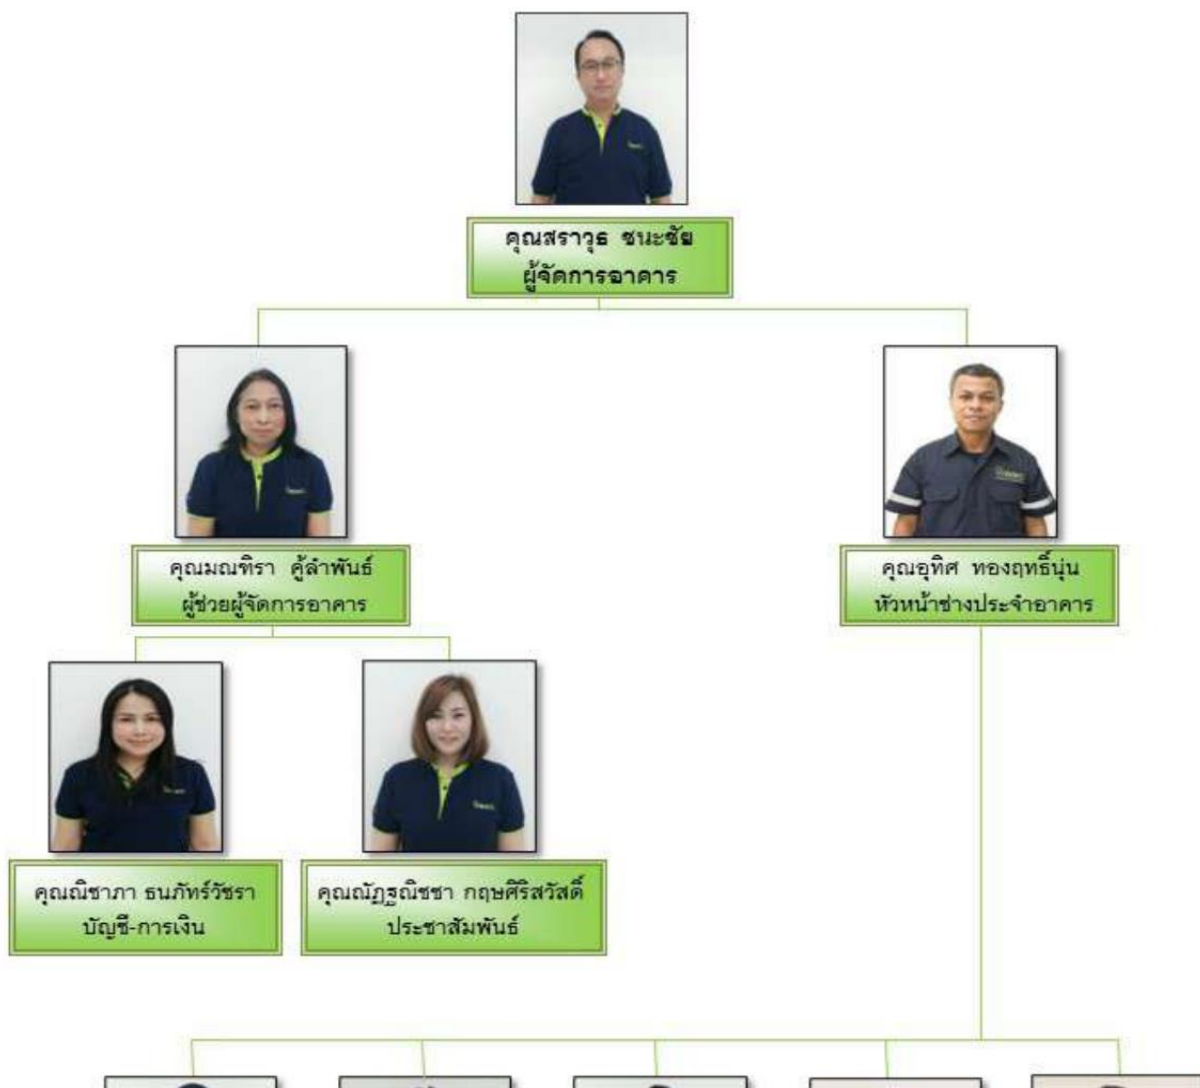 คุณสราวุธ ชนะชัย
ผู้จัดการอาคาร
คุณมณฑิรา คู้ลำพันธ์
ผู้ช่วยผู้จัดการอาคาร
คุณอุทิศ ทองฤทธิ์นุ่น
หัวหน้าช่างประจำอาคาร
คุณณิชาภา ธนภัทร์วัชรา
บัญชี-การเงิน
คุณณัฏฐณิชชา กฤษศิริสวัสดิ์
ประชาสัมพันธ์